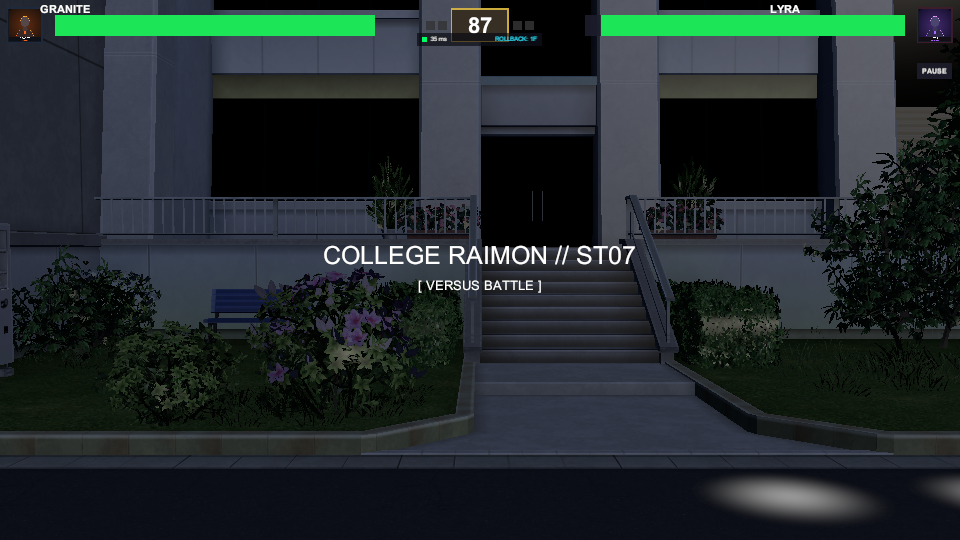 GRANITE
LYRA
87
35 ms
ROLLBACK: 1F
PAUSE
COLLEGE RAIMON // ST07
[ VERSUS BATTLE ]